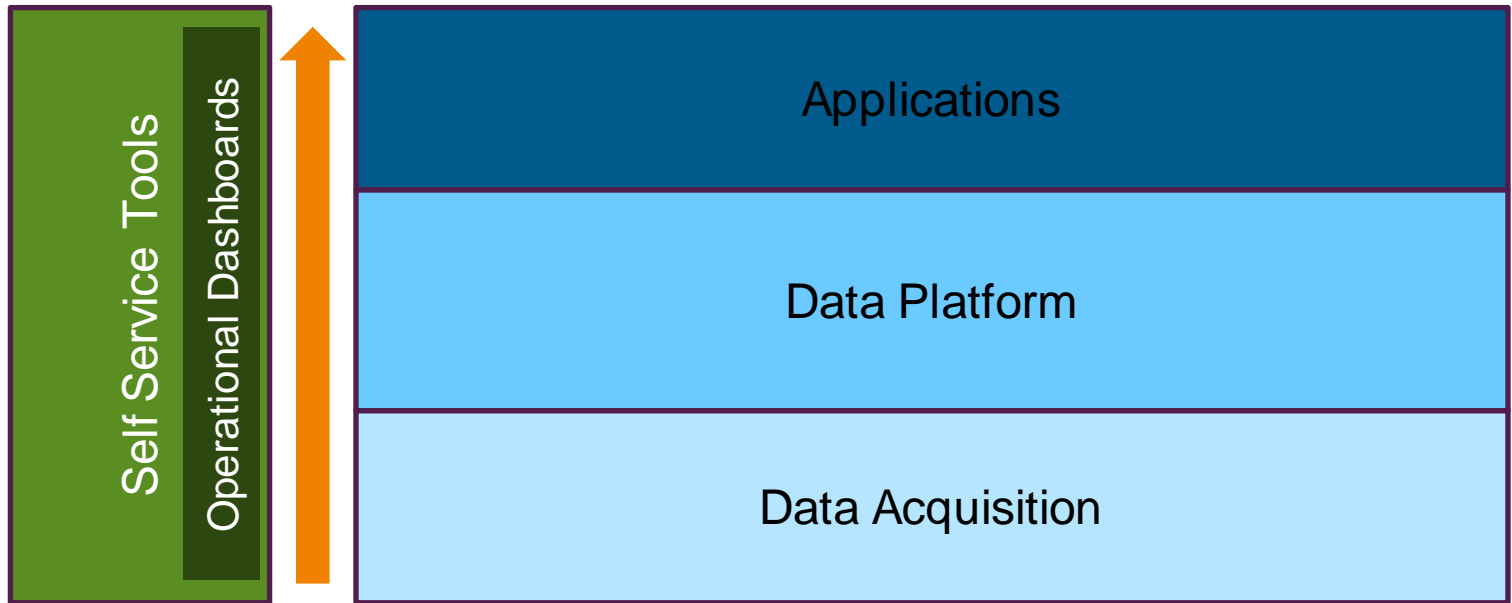 Self Service Tools
Operational Dashboards
Applications
Data Platform
Data Acquisition